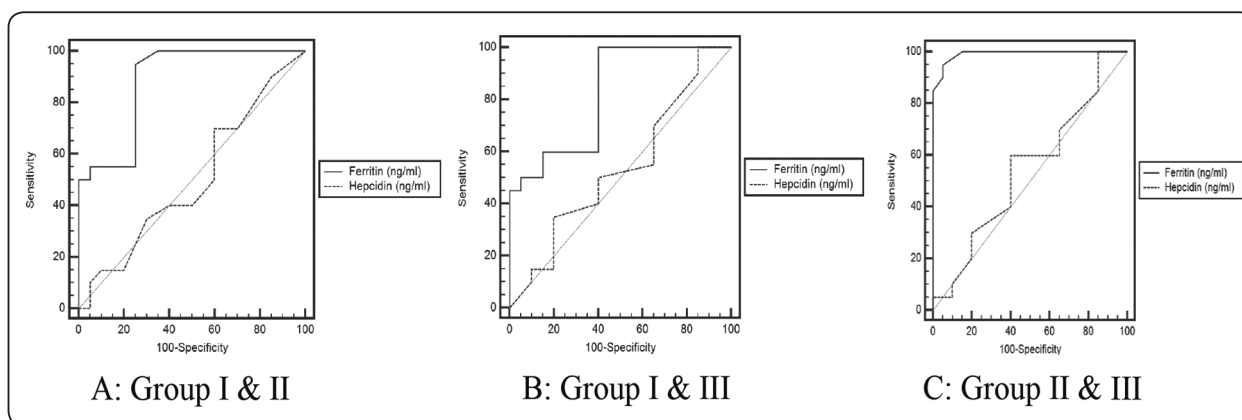 100
80
60
40
20
0
Sensitivity
0 20 40 60 80 100
100-Specificity
Ferritin (ng/ml)
Hepcidin (ng/ml)
A: Group I & II
100
80
60
40
20
0
Sensitivity
0 20 40 60 80 100
100-Specificity
Ferritin (ng/ml)
Hepcidin (ng/ml)
B: Group I & III
100
80
60
40
20
0
Sensitivity
0 20 40 60 80 100
100-Specificity
Ferritin (ng/ml)
Hepcidin (ng/ml)
C: Group II & III